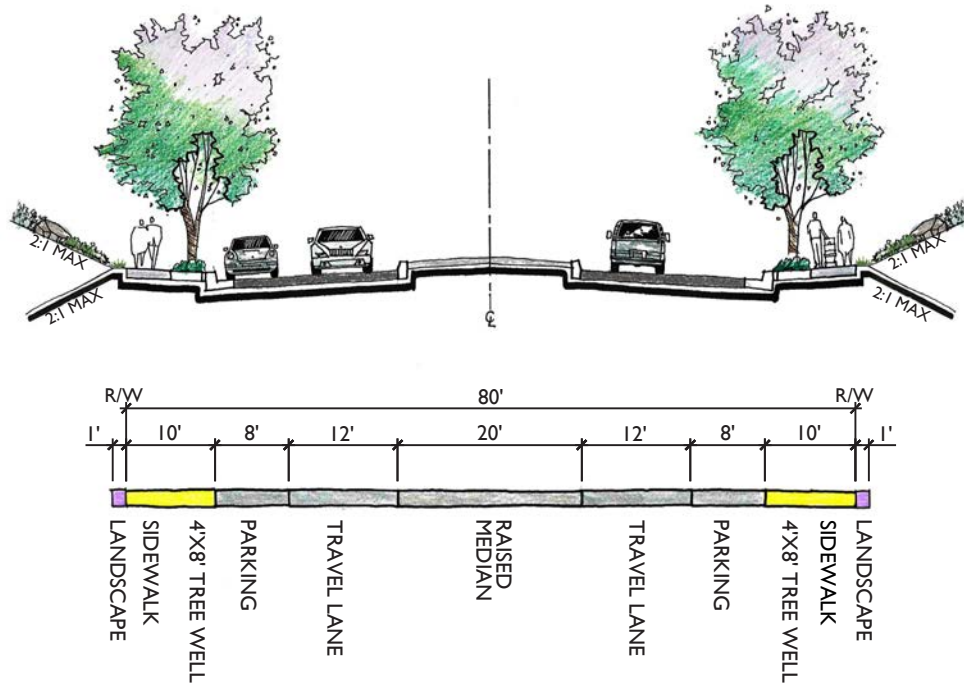 2:1 MAX
2:1 MAX
2:1 MAX
2:1 MAX
℄
R/W
80'
R/W
1'
10'
8'
12'
20'
12'
8'
10'
1'
LANDSCAPE
SIDEWALK
4'X8' TREE WELL
PARKING
TRAVEL LANE
RAISED
MEDIAN
TRAVEL LANE
PARKING
4'X8' TREE WELL
SIDEWALK
LANDSCAPE